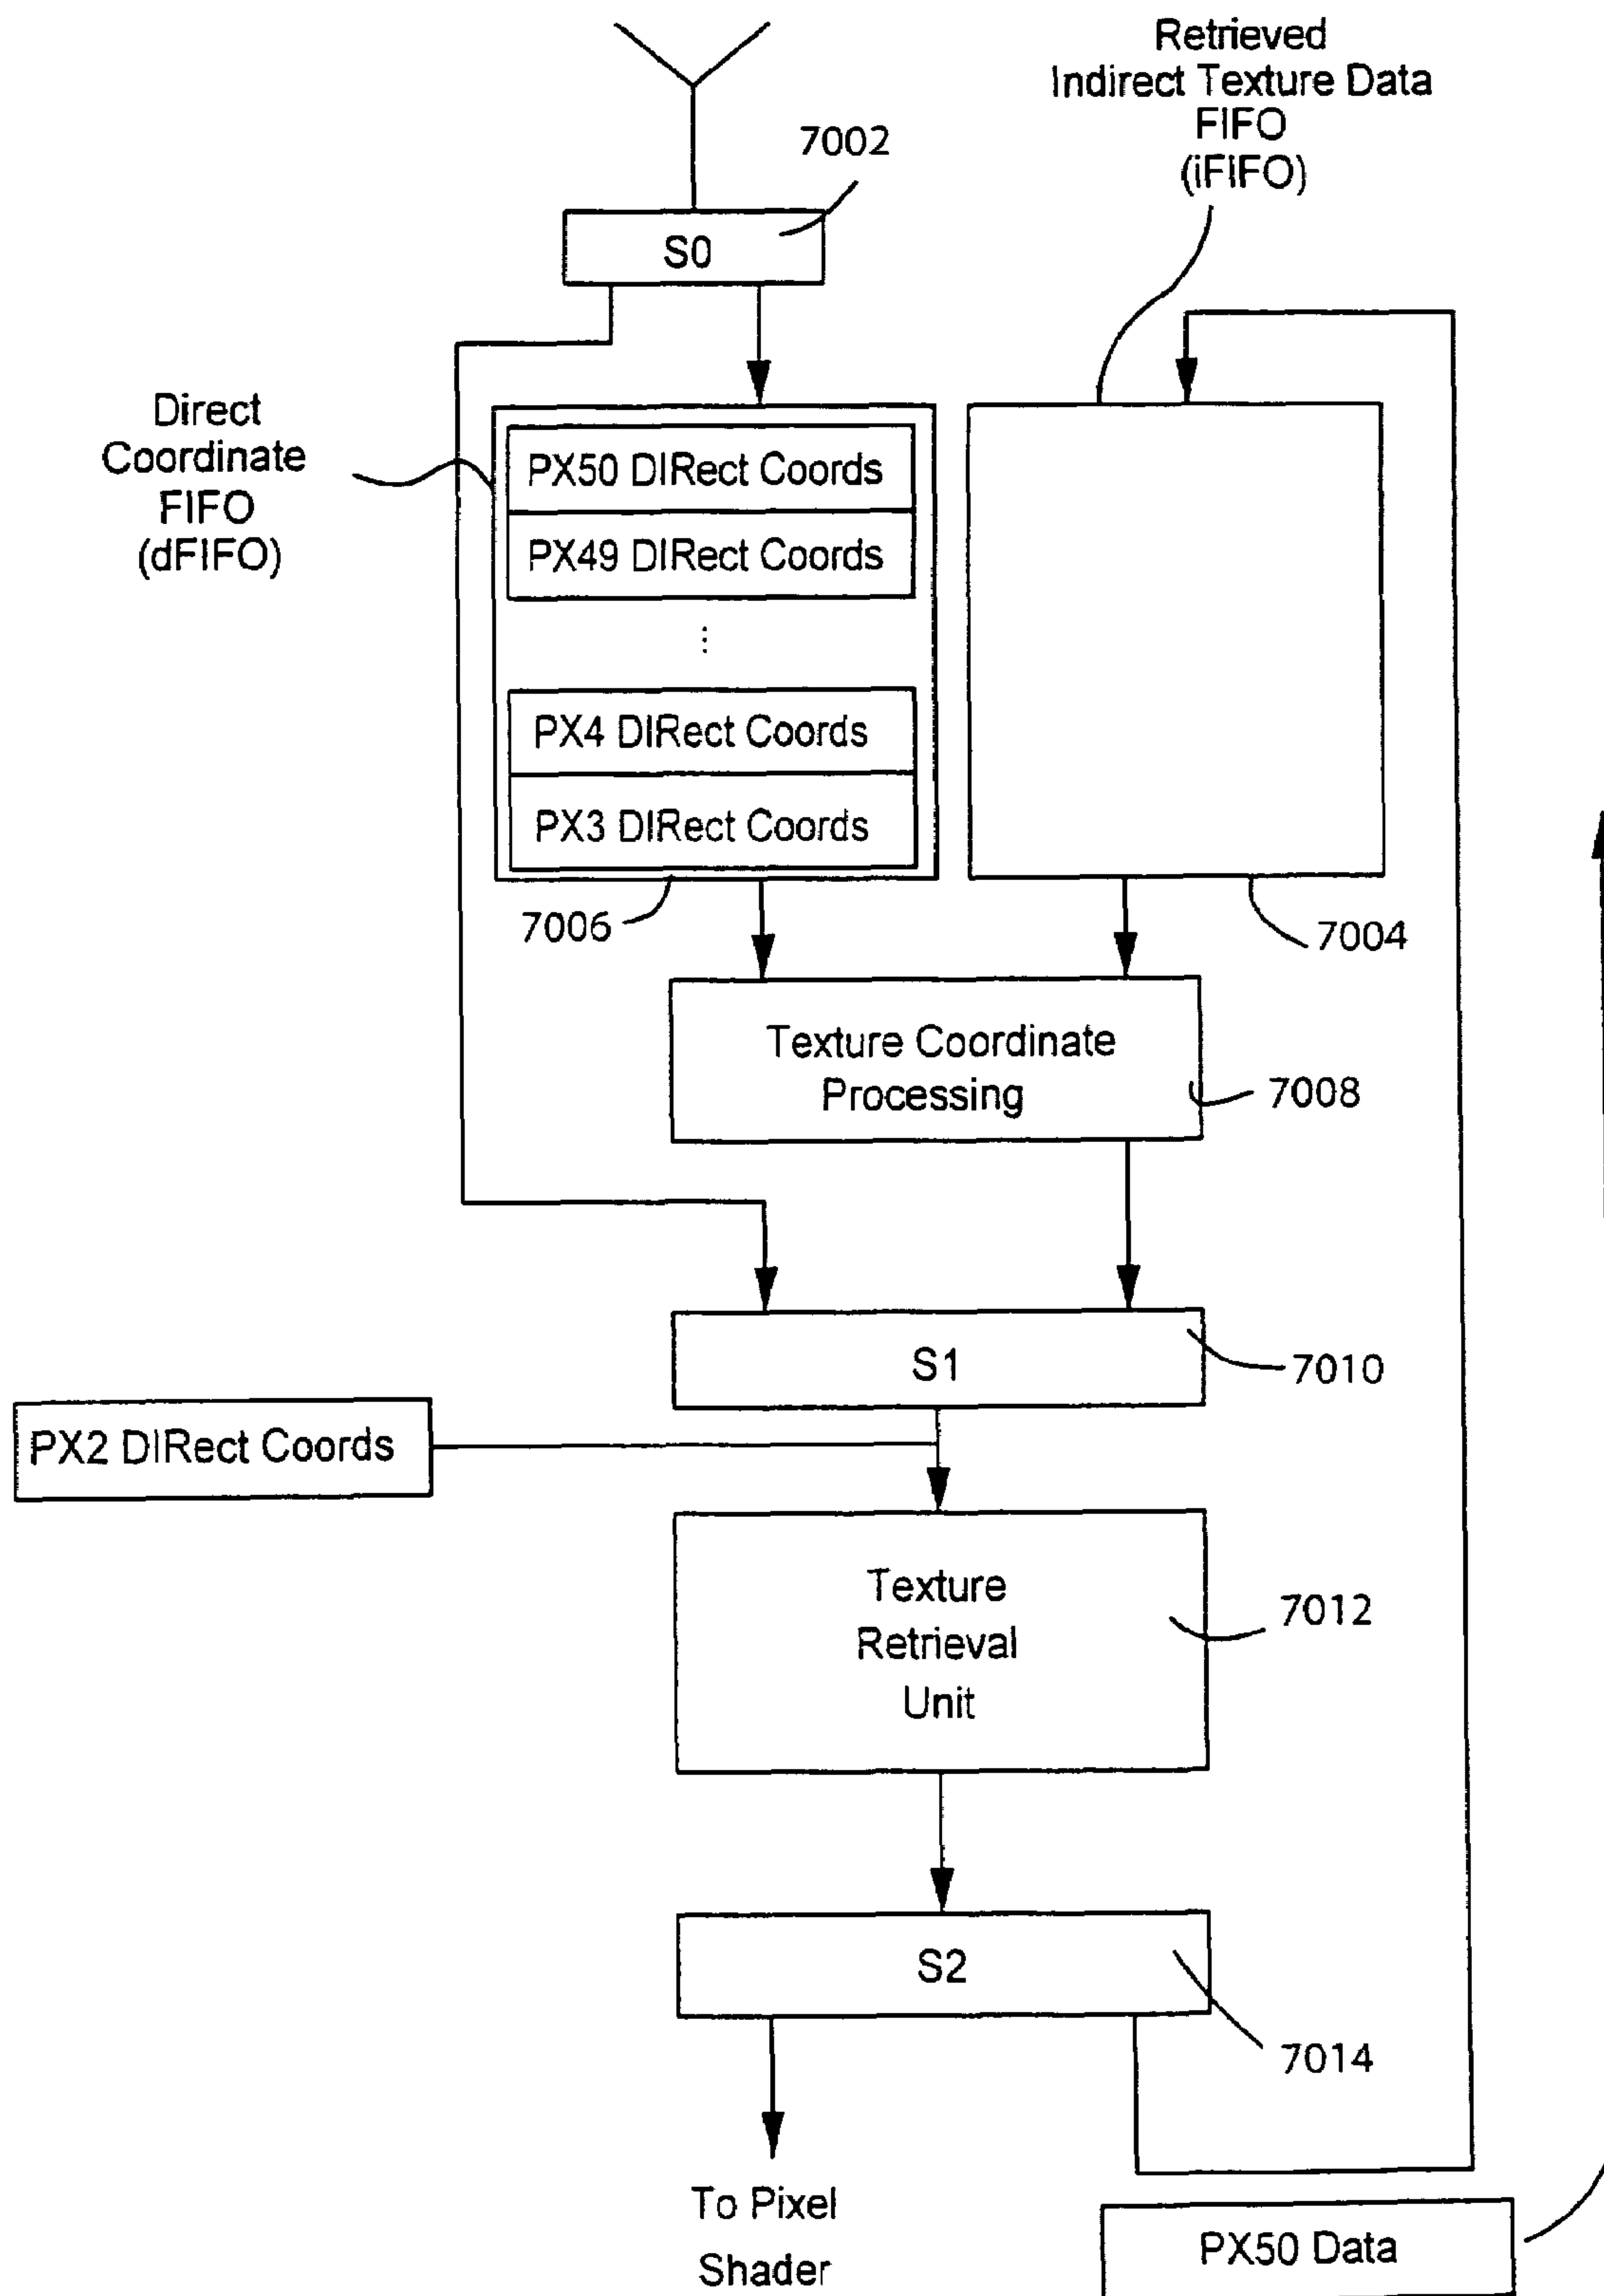 Retrieved
Indirect Texture Data
FIFO
(iFIFO)
7002
S0
Direct
Coordinate
FIFO
(dFIFO)
PX50 DIRect Coords
PX49 DIRect Coords
⋮
PX4 DIRect Coords
PX3 DIRect Coords
7006
7004
Texture Coordinate
Processing
7008
S1
7010
PX2 DIRect Coords
Texture
Retrieval
Unit
7012
S2
7014
To Pixel
Shader
PX50 Data